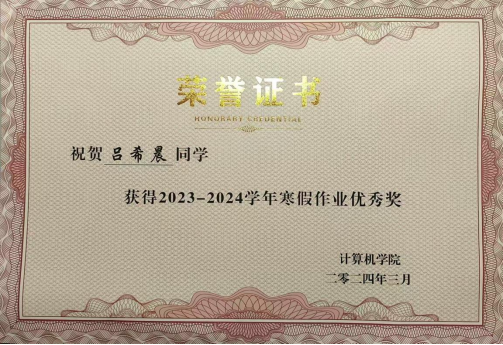 荣誉证书
HONORARY CREDENTIAL
祝贺吕希晨同学
获得2023-2024学年寒假作业优秀奖
计算机学院
二零二四年三月